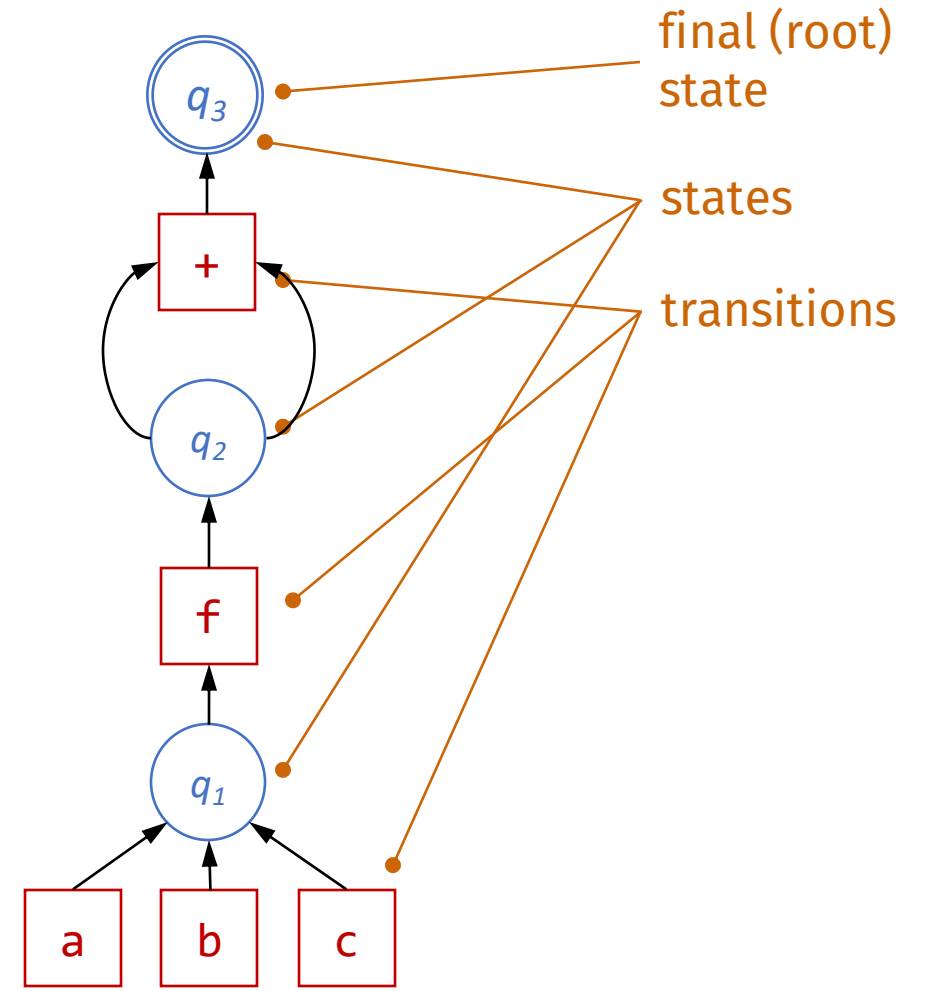 final (root)
state
q3
states
+
transitions
q2
f
q1
a b c